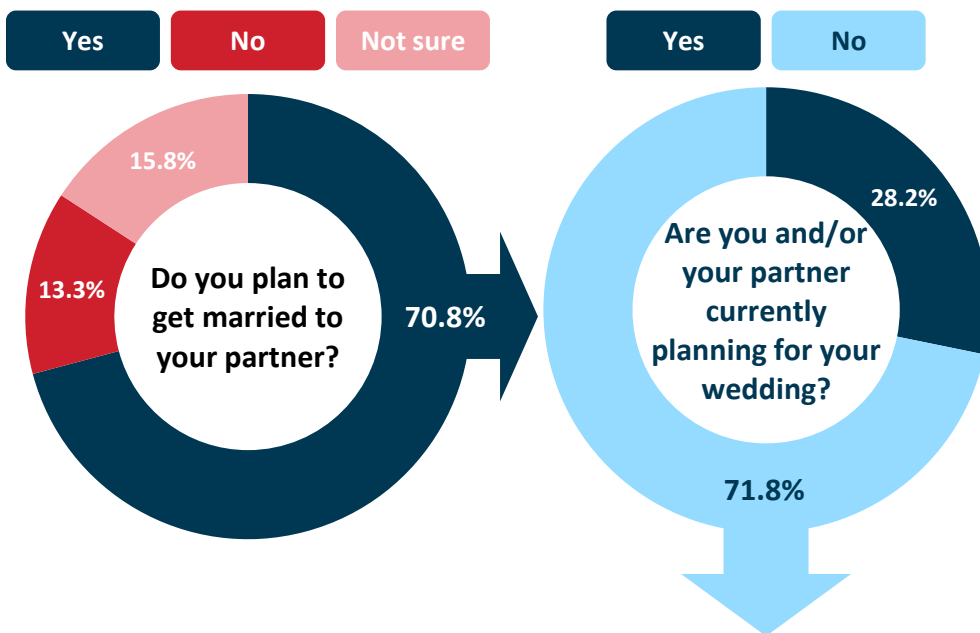 Yes
No
Not sure
Yes
No
15.8%
13.3%
70.8%
Do you plan to
get married to
your partner?
28.2%
Are you and/or
your partner
currently
planning for your
wedding?
71.8%